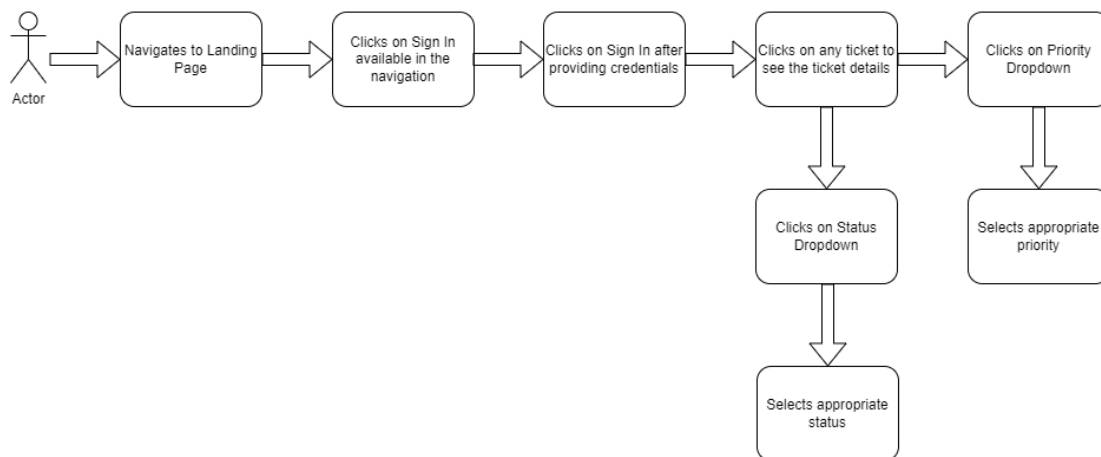 Actor
Navigates to Landing
Page
Clicks on Sign In
available in the
navigation
Clicks on Sign In after
providing credentials
Clicks on any ticket to
see the ticket details
Clicks on Priority
Dropdown
Clicks on Status
Dropdown
Selects appropriate
priority
Selects appropriate
status